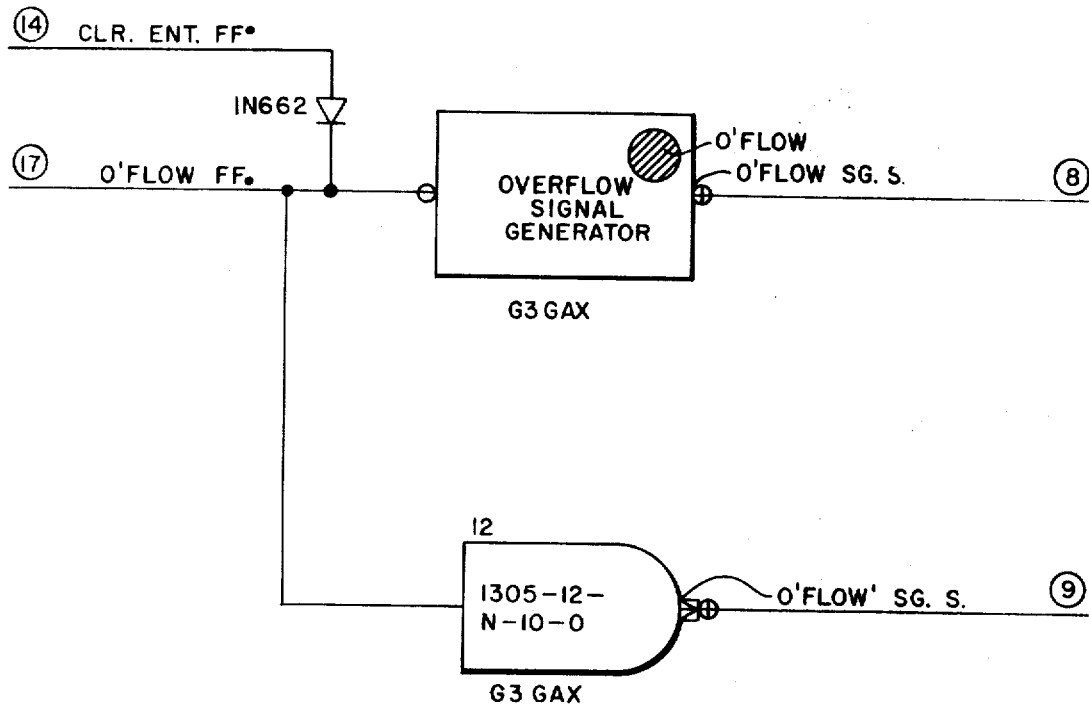 14 CLR. ENT. FF•
1N662
17 O'FLOW FF.
O'FLOW
O'FLOW SG. S.
8
OVERFLOW
SIGNAL
GENERATOR
G3 GAX
12
1305-12-
N-10-0
O'FLOW' SG. S.
9
G3 GAX